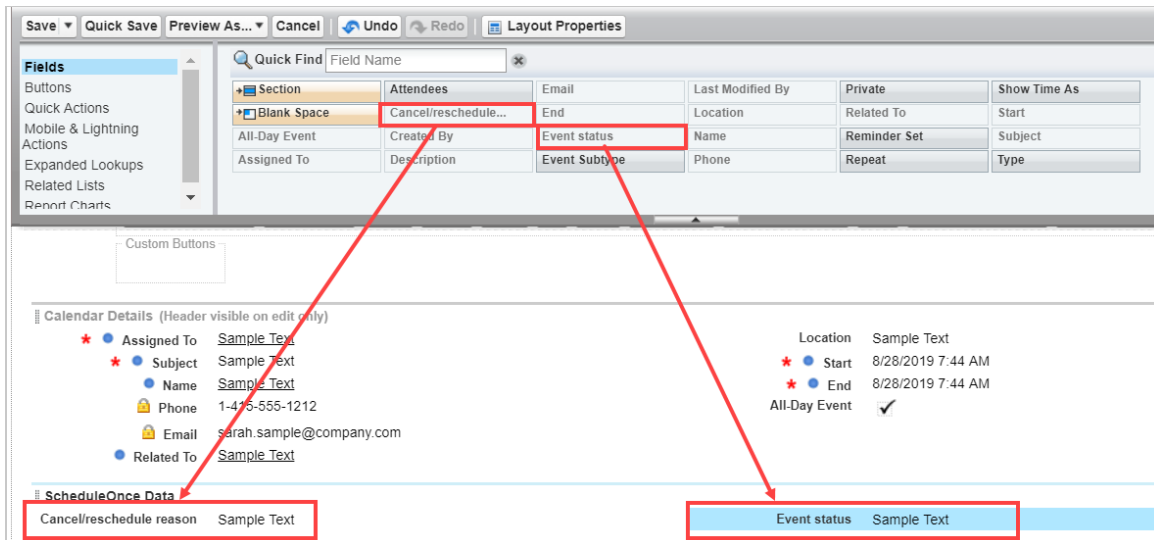 Save Quick Save Preview As... Cancel Undo Redo Layout Properties
Fields
Buttons
Quick Actions
Mobile & Lightning
Actions
Expanded Lookups
Related Lists
Report Charts
Quick Find Field Name
Section Attendees Email Last Modified By Private Show Time As
Blank Space Cancel/reschedule... End Location Related To Start
All-Day Event Created By Event status Name Reminder Set Subject
Assigned To Description Event Subtype Phone Repeat Type
Custom Buttons
Calendar Details (Header visible on edit only)
* Assigned To Sample Text Location Sample Text
* Subject Sample Text * Start 8/28/2019 7:44 AM
Name Sample Text * End 8/28/2019 7:44 AM
Phone 1-415-555-1212 All-Day Event
Email sarah.sample@company.com
Related To Sample Text
ScheduleOnce Data
Cancel/reschedule reason Sample Text Event status Sample Text